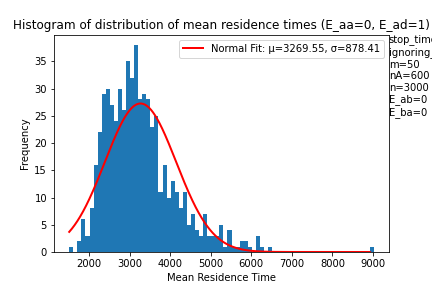 Histogram of distribution of mean residence times (E_aa=0, E_ad=1)
Normal Fit: μ=3269.55, σ=878.41
m=50
nA=600
n=3000
E_ab=0
E_ba=0
Frequency
35
30
25
20
15
10
5
0
2000 3000 4000 5000 6000 7000 8000 9000
Mean Residence Time